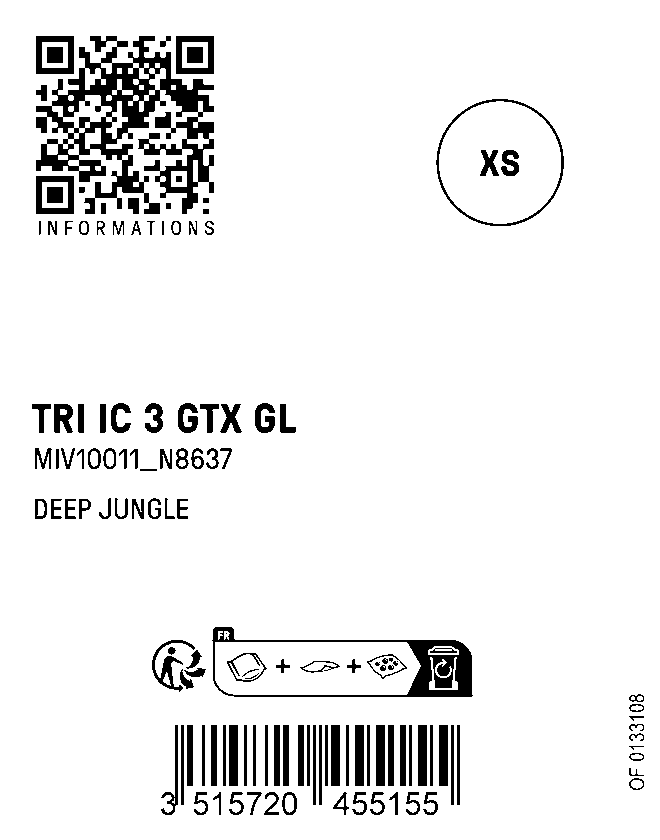 INFORMATIONS
XS
TRI IC 3 GTX GL
MIV10011_N8637
DEEP JUNGLE
FR
3 515720 455155
OF 0133108